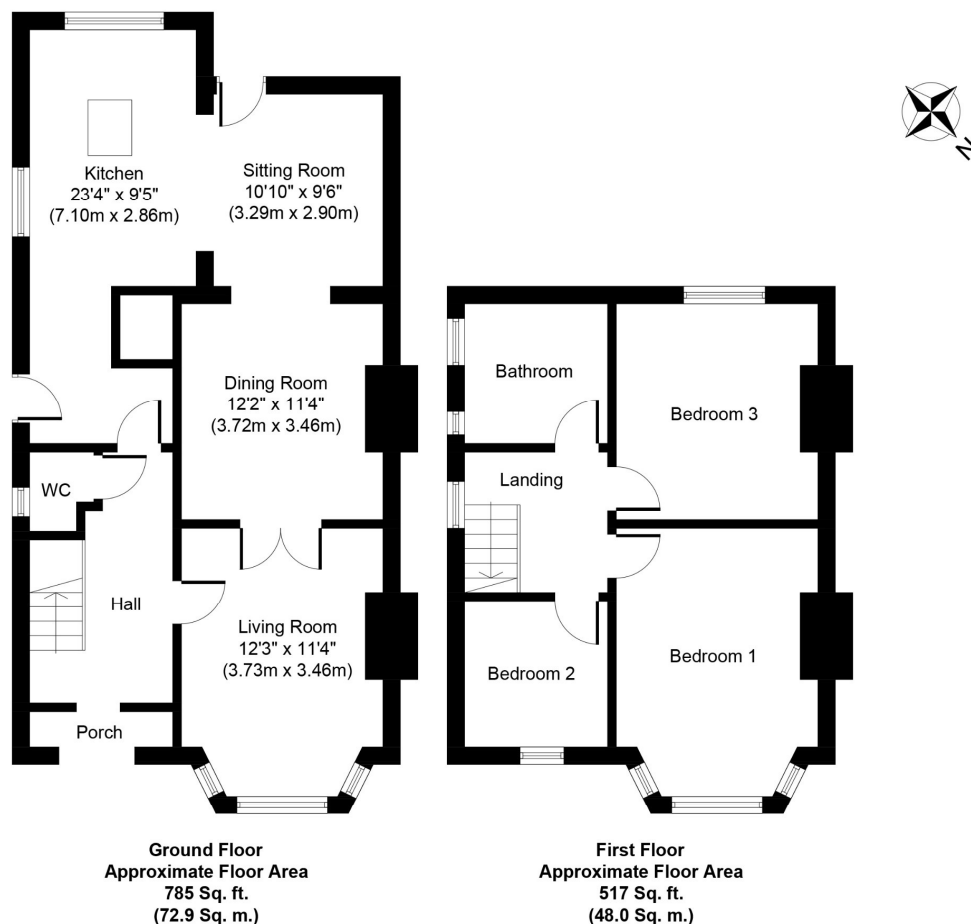 Kitchen
23'4" x 9'5"
(7.10m x 2.86m)
Sitting Room
10'10" x 9'6"
(3.29m x 2.90m)
N
Dining Room
12'2" x 11'4"
(3.72m x 3.46m)
WC
Hall
Living Room
12'3" x 11'4"
(3.73m x 3.46m)
Porch
Bathroom
Bedroom 3
Landing
Bedroom 2
Bedroom 1
Ground Floor
Approximate Floor Area
785 Sq. ft.
(72.9 Sq. m.)
First Floor
Approximate Floor Area
517 Sq. ft.
(48.0 Sq. m.)